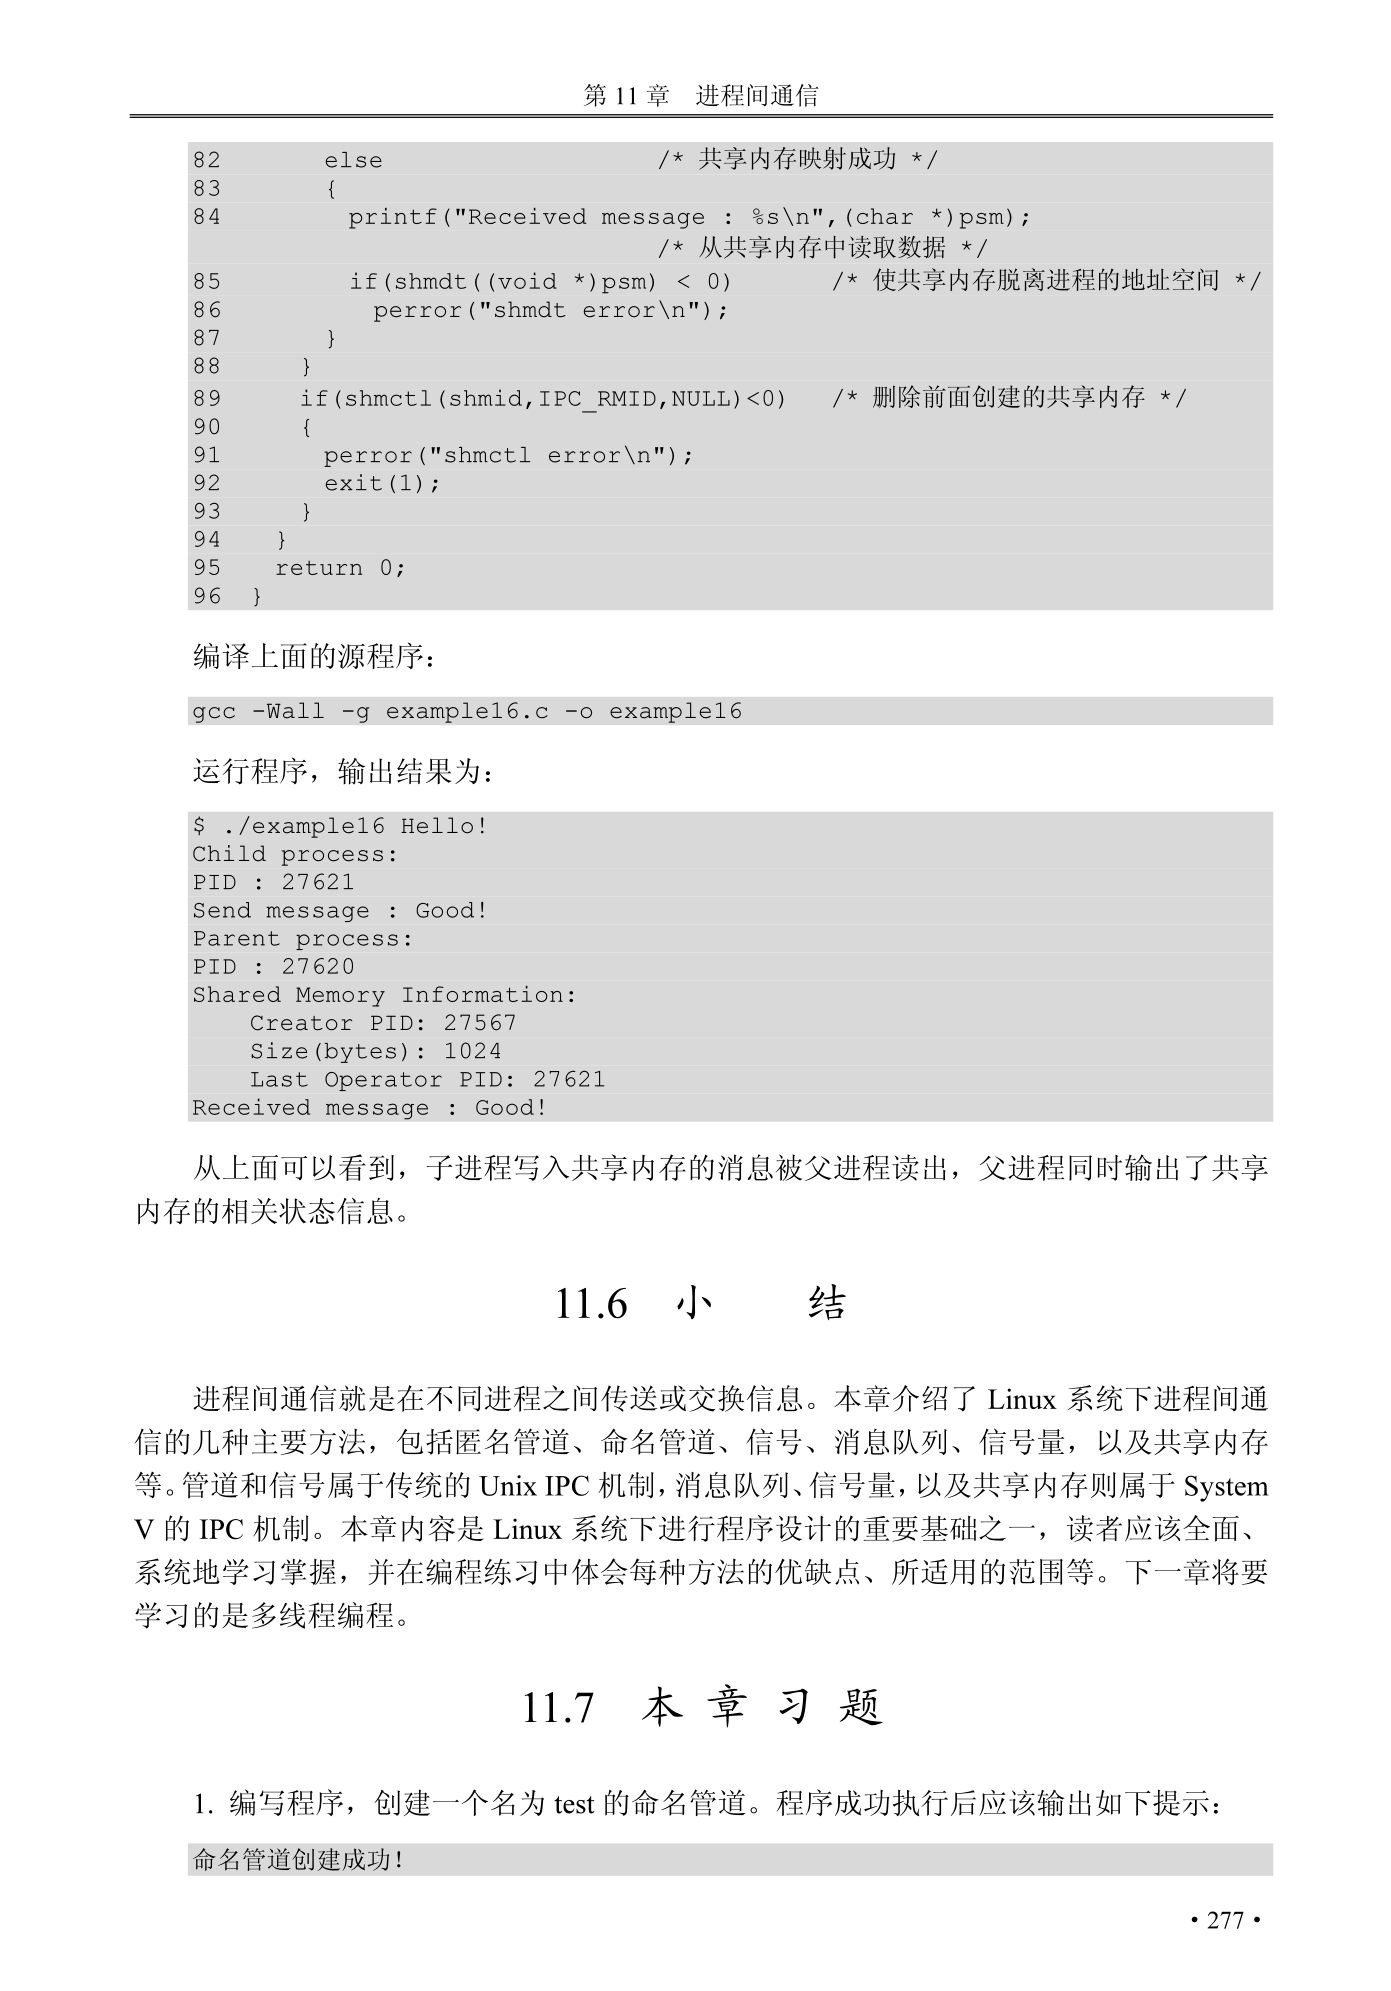 第 11 章　进程间通信
82       else                      /* 共享内存映射成功 */
83       {
84         printf("Received message : %s\n",(char *)psm);
                                   /* 从共享内存中读取数据 */
85         if(shmdt((void *)psm) < 0)        /* 使共享内存脱离进程的地址空间 */
86           perror("shmdt error\n");
87       }
88     }
89     if(shmctl(shmid,IPC_RMID,NULL)<0)   /* 删除前面创建的共享内存 */
90     {
91       perror("shmctl error\n");
92       exit(1);
93     }
94   }
95   return 0;
96 }
编译上面的源程序：
gcc -Wall -g example16.c -o example16
运行程序，输出结果为：
$ ./example16 Hello!
Child process:
PID : 27621
Send message : Good!
Parent process:
PID : 27620
Shared Memory Information:
    Creator PID: 27567
    Size(bytes): 1024
    Last Operator PID: 27621
Received message : Good!
从上面可以看到，子进程写入共享内存的消息被父进程读出，父进程同时输出了共享
内存的相关状态信息。
11.6　小　　结
进程间通信就是在不同进程之间传送或交换信息。本章介绍了 Linux 系统下进程间通
信的几种主要方法，包括匿名管道、命名管道、信号、消息队列、信号量，以及共享内存
等。管道和信号属于传统的 Unix IPC 机制，消息队列、信号量，以及共享内存则属于 System
V 的 IPC 机制。本章内容是 Linux 系统下进行程序设计的重要基础之一，读者应该全面、
系统地学习掌握，并在编程练习中体会每种方法的优缺点、所适用的范围等。下一章将要
学习的是多线程编程。
11.7　本 章 习 题
1. 编写程序，创建一个名为 test 的命名管道。程序成功执行后应该输出如下提示：
命名管道创建成功！
• 277 •